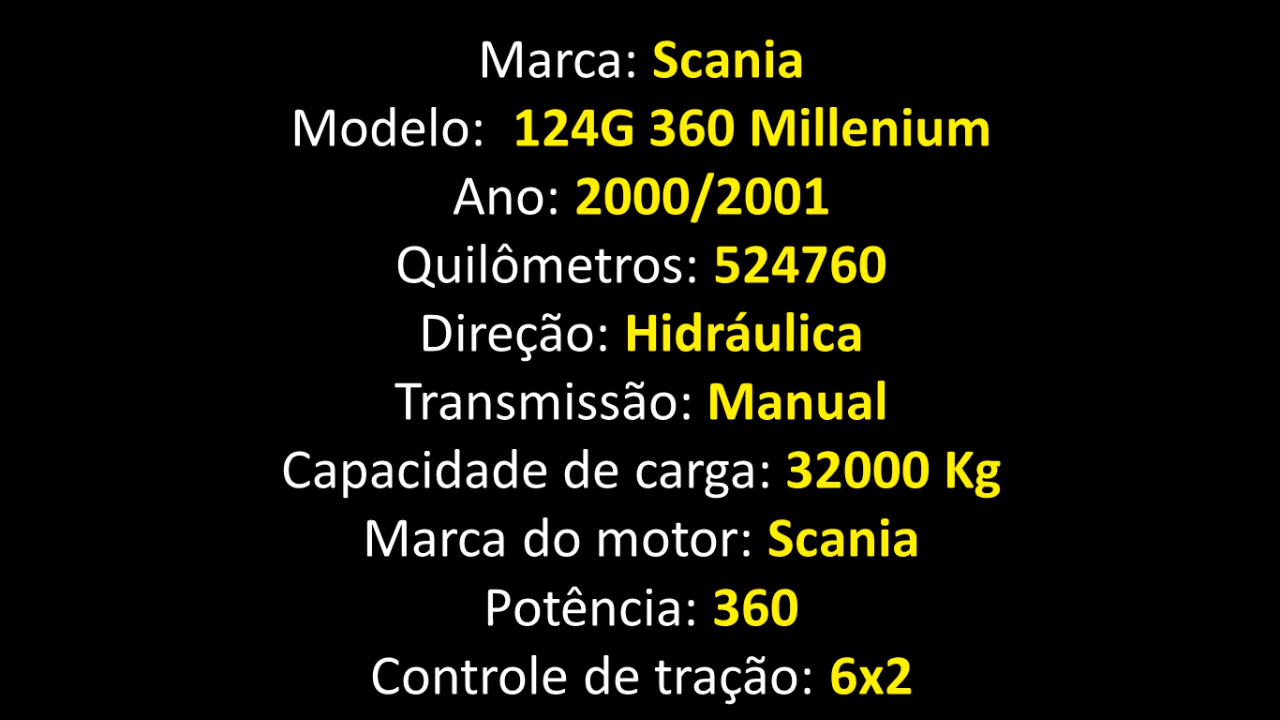 Marca: Scania
Modelo: 124G 360 Millenium
Ano: 2000/2001
Quilômetros: 524760
Direção: Hidráulica
Transmissão: Manual
Capacidade de carga: 32000 Kg
Marca do motor: Scania
Potência: 360
Controle de tração: 6x2